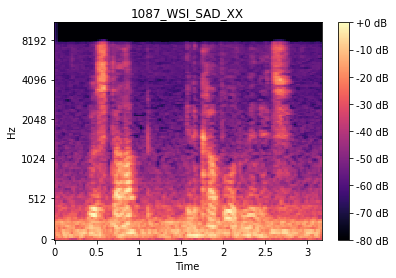 1087_WSI_SAD_XX
+0 dB
8192
-10 dB
4096
-20 dB
-30 dB
2048
Hz
-40 dB
1024
-50 dB
512
-60 dB
-70 dB
0
-80 dB
0 0.5 1 1.5 2 2.5 3
Time